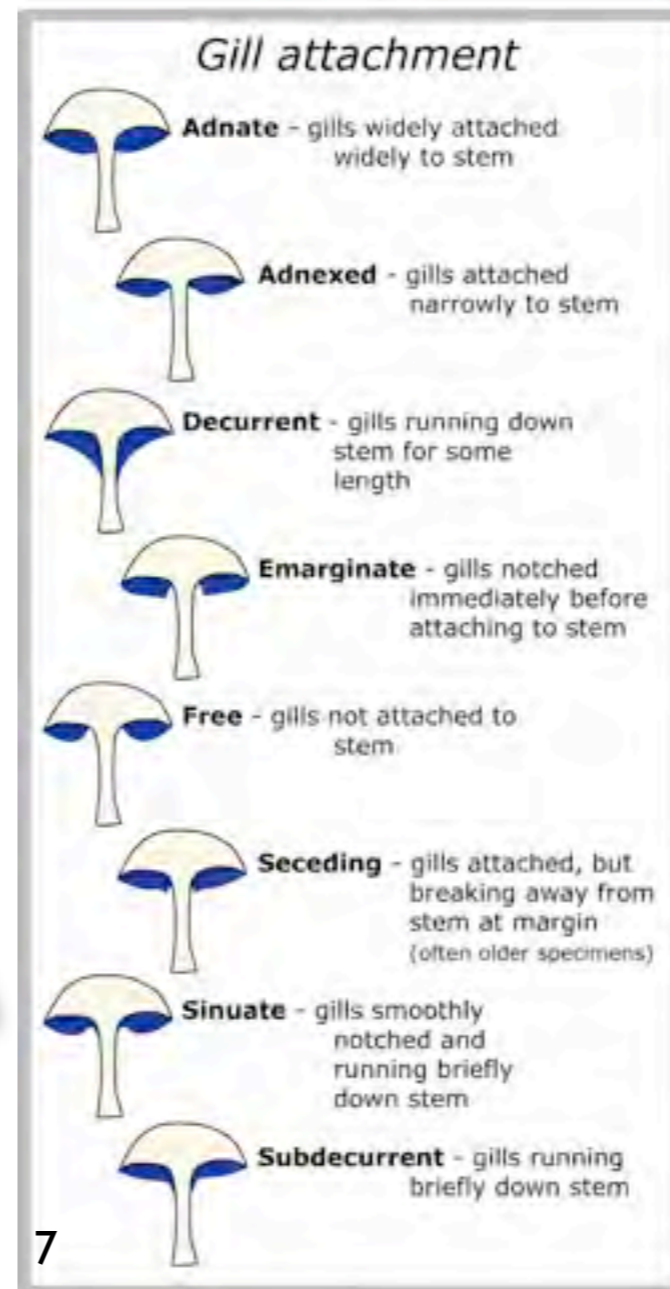 Gill attachment
Adnate - gills widely attached
widely to stem
Adnexed - gills attached
narrowly to stem
Decurrent - gills running down
stem for some
length
Emarginate - gills notched
immediately before
attaching to stem
Free - gills not attached to
stem
Seceding - gills attached, but
breaking away from
stem at margin
(often older specimens)
Sinuate - gills smoothly
notched and
running briefly
down stem
Subdecurrent - gills running
briefly down stem
7